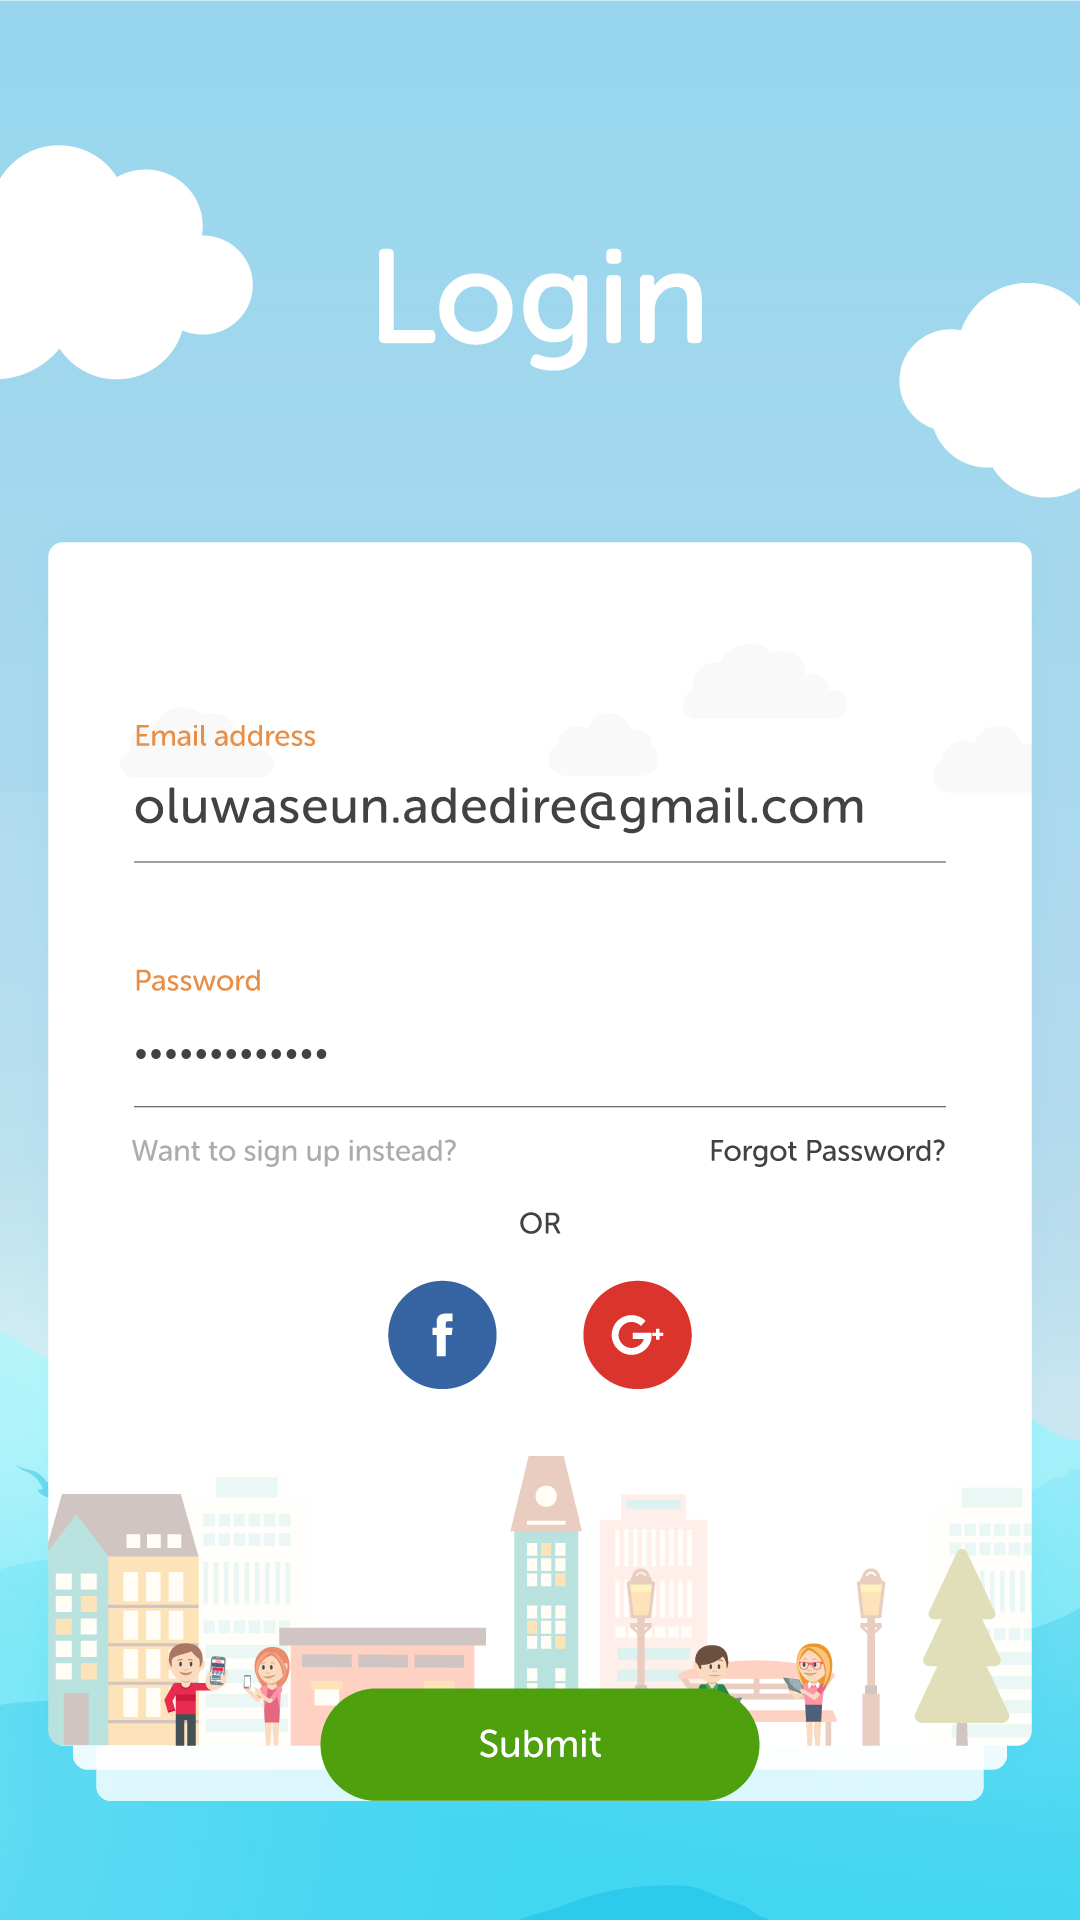 Login
Email address
oluwaseun.adedire@gmail.com
Password
•••••••••••••
Want to sign up instead? Forgot Password?
OR
f G+
Submit